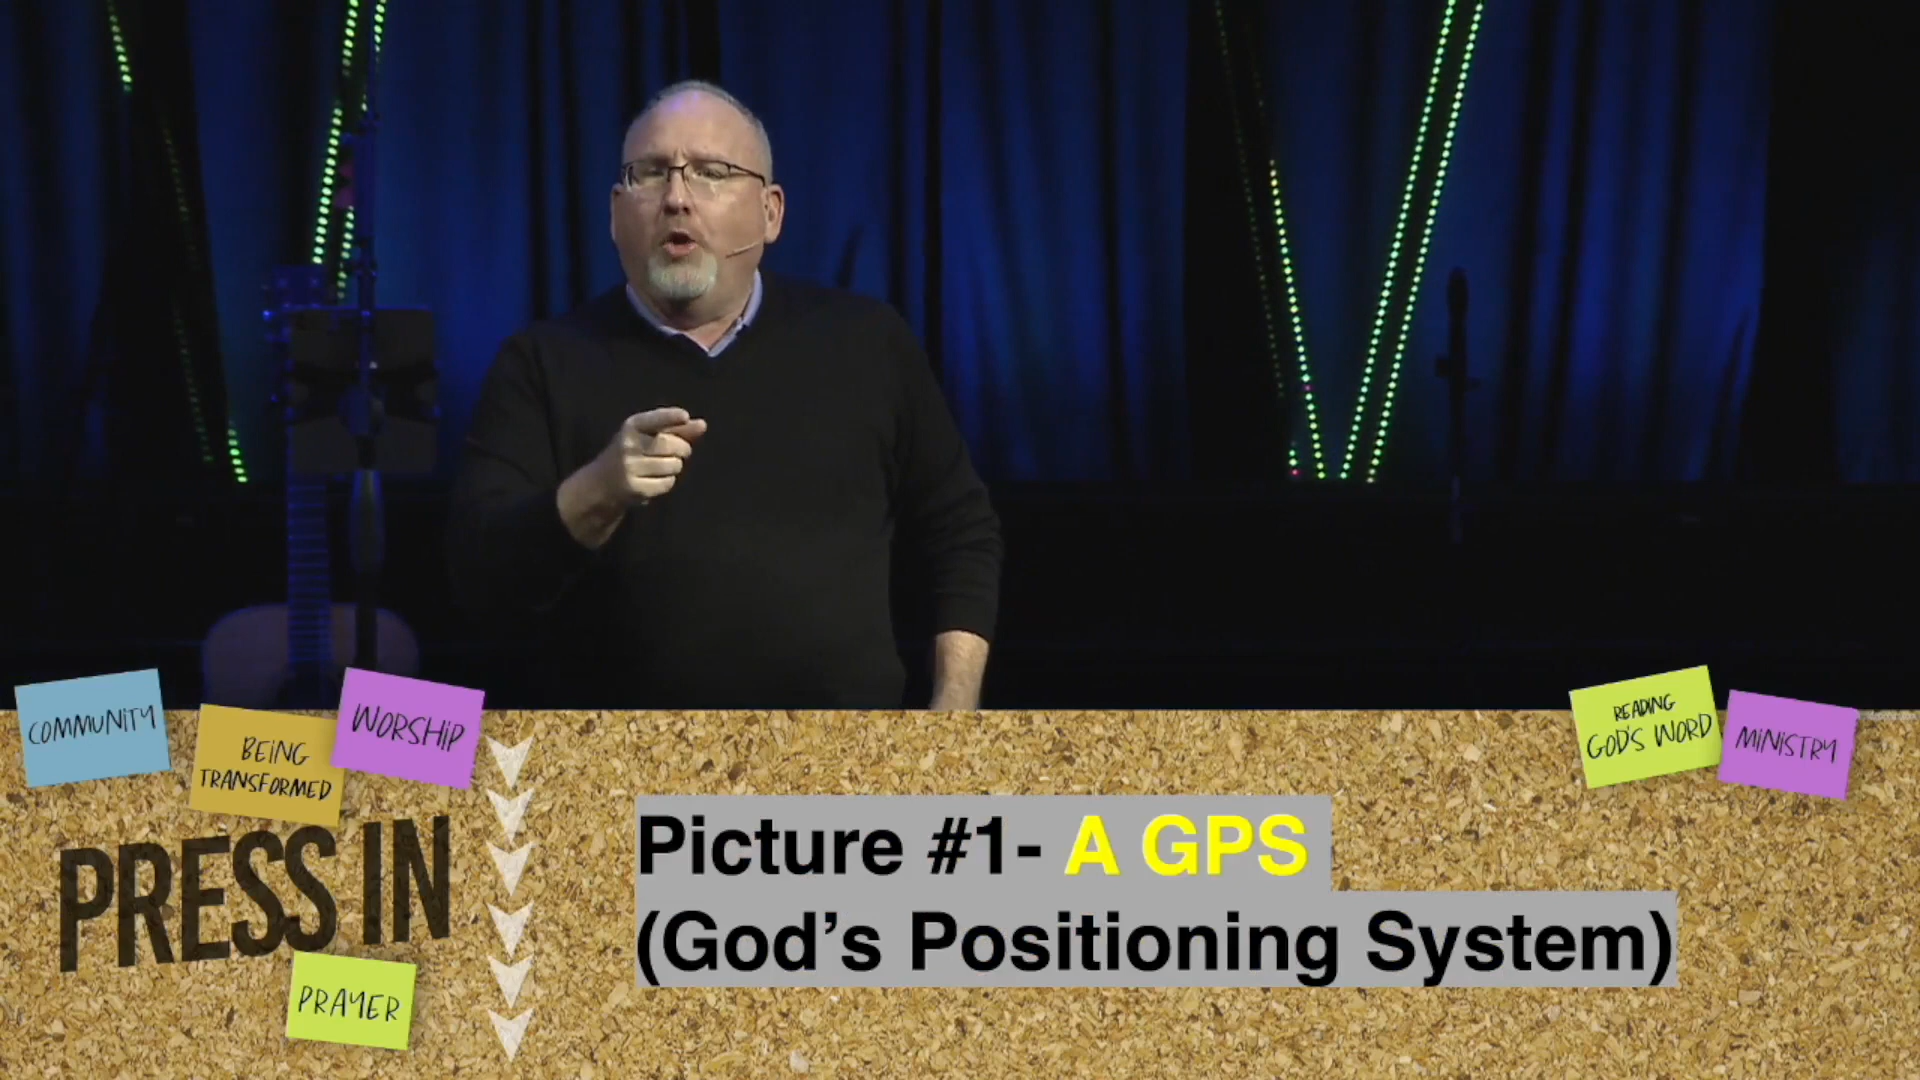 COMMUNITY
BEING
TRANSFORMED
WORSHIP
PRESS IN
PRAYER
READING
GOD'S WORD
MINISTRY
Picture #1- A GPS
(God’s Positioning System)